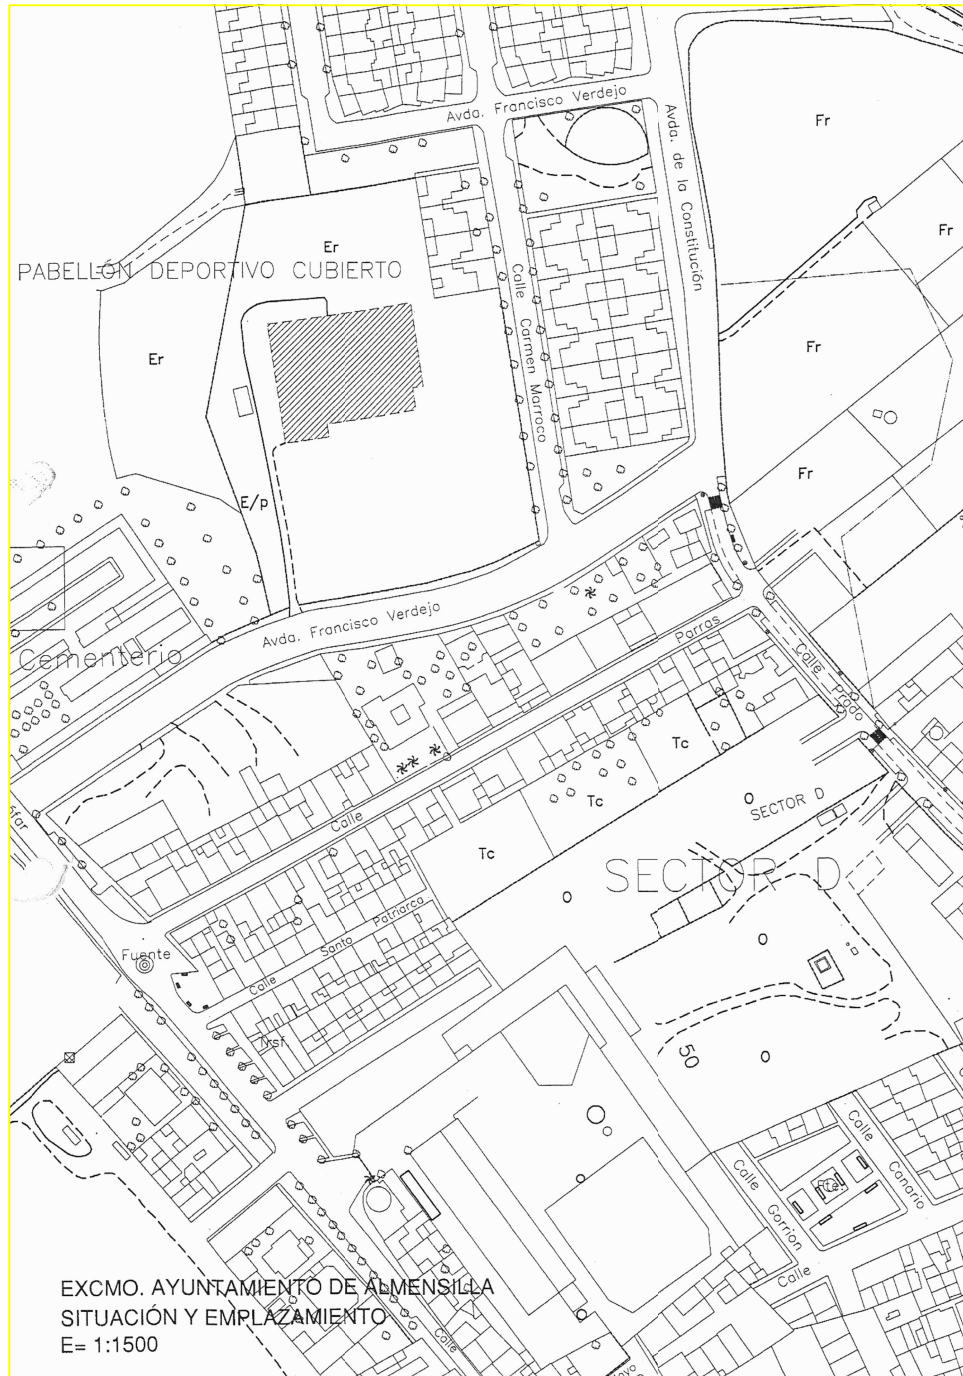 Avda. Francisco Verdejo
Avda. de la Constitución
Fr
Fr
Er
PABELLÓN DEPORTIVO CUBIERTO
Calle Carmen Marroco
Er
Fr
Fr
E/p
Avda. Francisco Verdejo
Cementerio
Parras
Calle Prado
Tc
Tc
O
SECTOR D
Calle
Tc
SECTOR D
O
Calle Santo Patriarca
O
Fuente
Trsf.
50
O
Calle Canario
Calle Gorrion
Fte.
Calle
EXCMO. AYUNTAMIENTO DE ALMENSILLA
SITUACIÓN Y EMPLAZAMIENTO
E= 1:1500
Calle